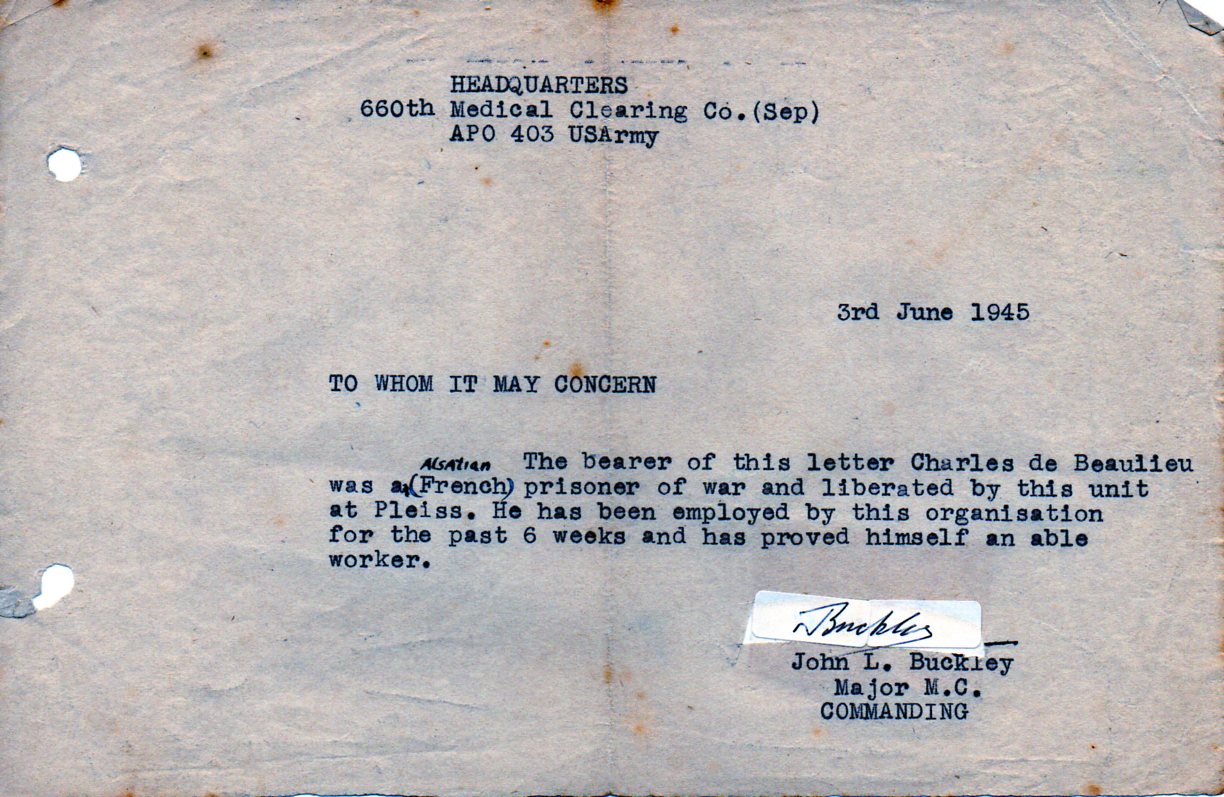 HEADQUARTERS
660th Medical Clearing Co.(Sep)
APO 403 USArmy
3rd June 1945
TO WHOM IT MAY CONCERN
Alsatian
The bearer of this letter Charles de Beaulieu
was a (French) prisoner of war and liberated by this unit
at Pleiss. He has been employed by this organisation
for the past 6 weeks and has proved himself an able
worker.
Buckley
John L. Buckley
Major M.C.
COMMANDING